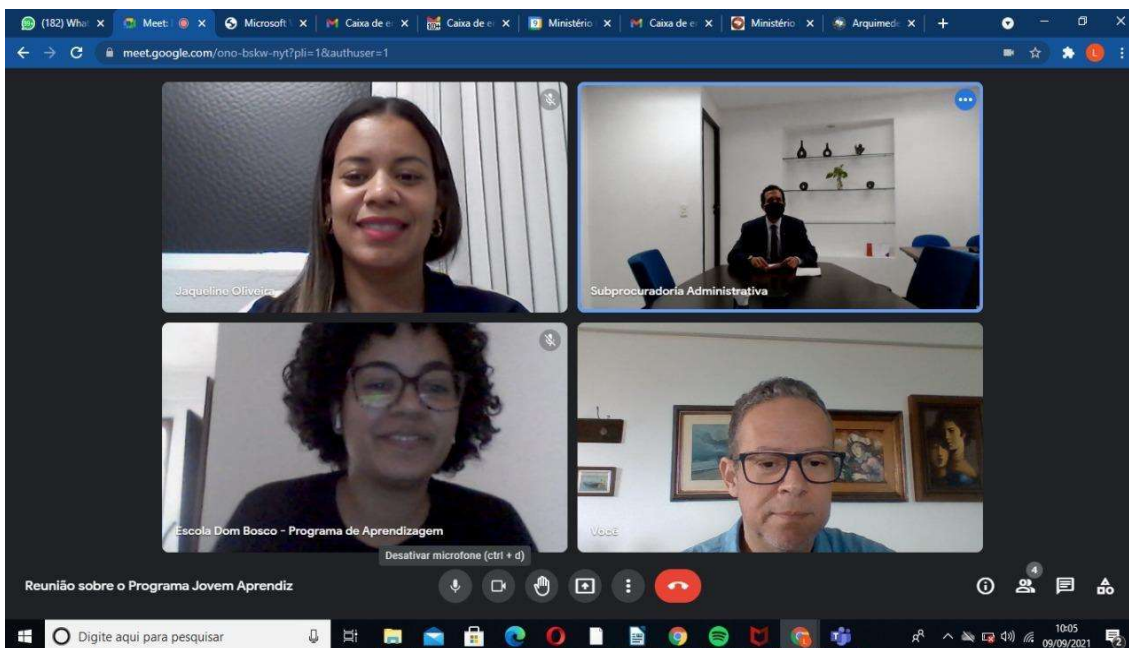 (182) What
Meet:
Microsoft
Caixa de e
Caixa de e
Ministério
Caixa de e
Ministério
Arquimede
meet.google.com/ono-bskw-nyt?pli=1&authuser=1
Jaqueline Oliveira
Subprocuradoria Administrativa
Escola Dom Bosco - Programa de Aprendizagem
Você
Desativar microfone (ctrl + d)
Reunião sobre o Programa Jovem Aprendiz
4
Digite aqui para pesquisar
10:05
09/09/2021
2